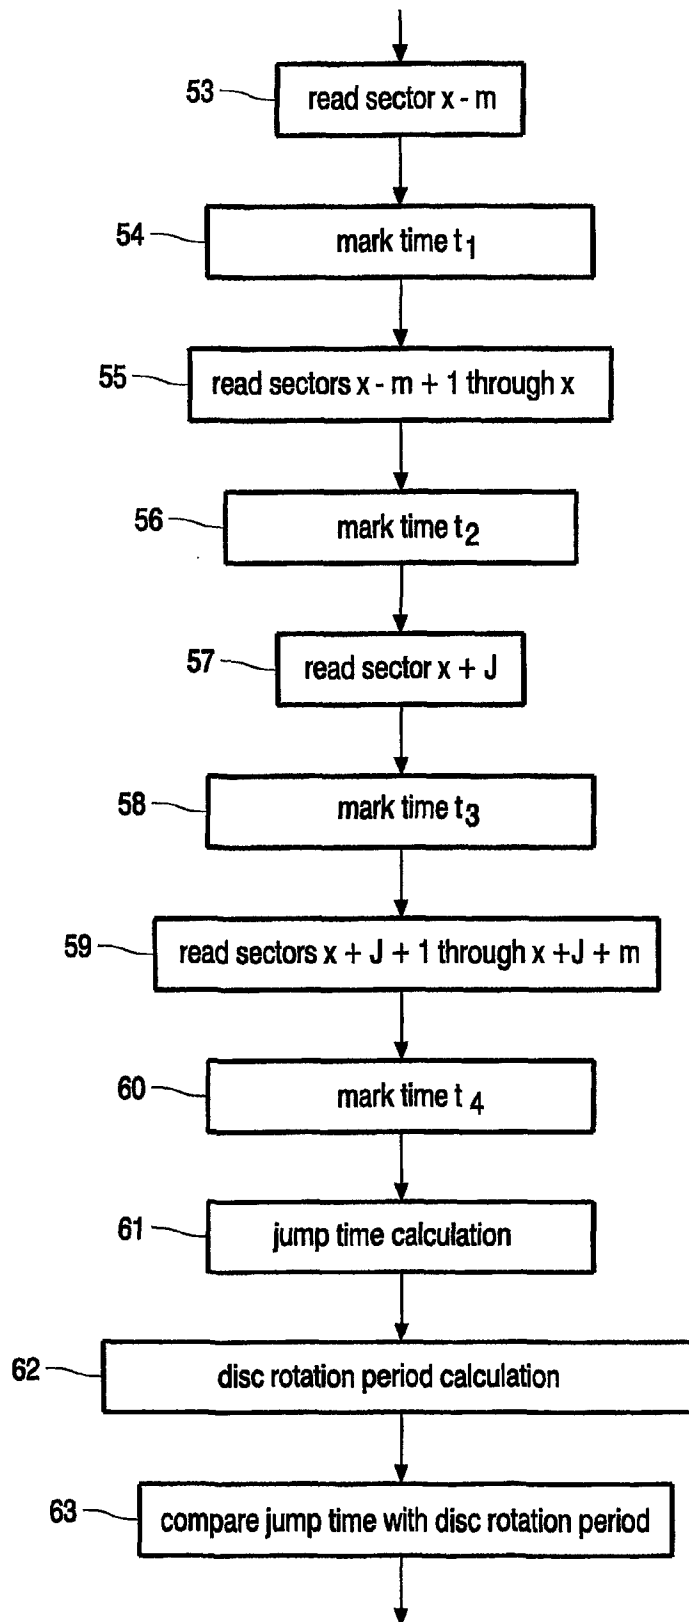 53 read sector x - m
54 mark time t1
55 read sectors x - m + 1 through x
56 mark time t2
57 read sector x + J
58 mark time t3
59 read sectors x + J + 1 through x +J + m
60 mark time t 4
61 jump time calculation
62 disc rotation period calculation
63 compare jump time with disc rotation period